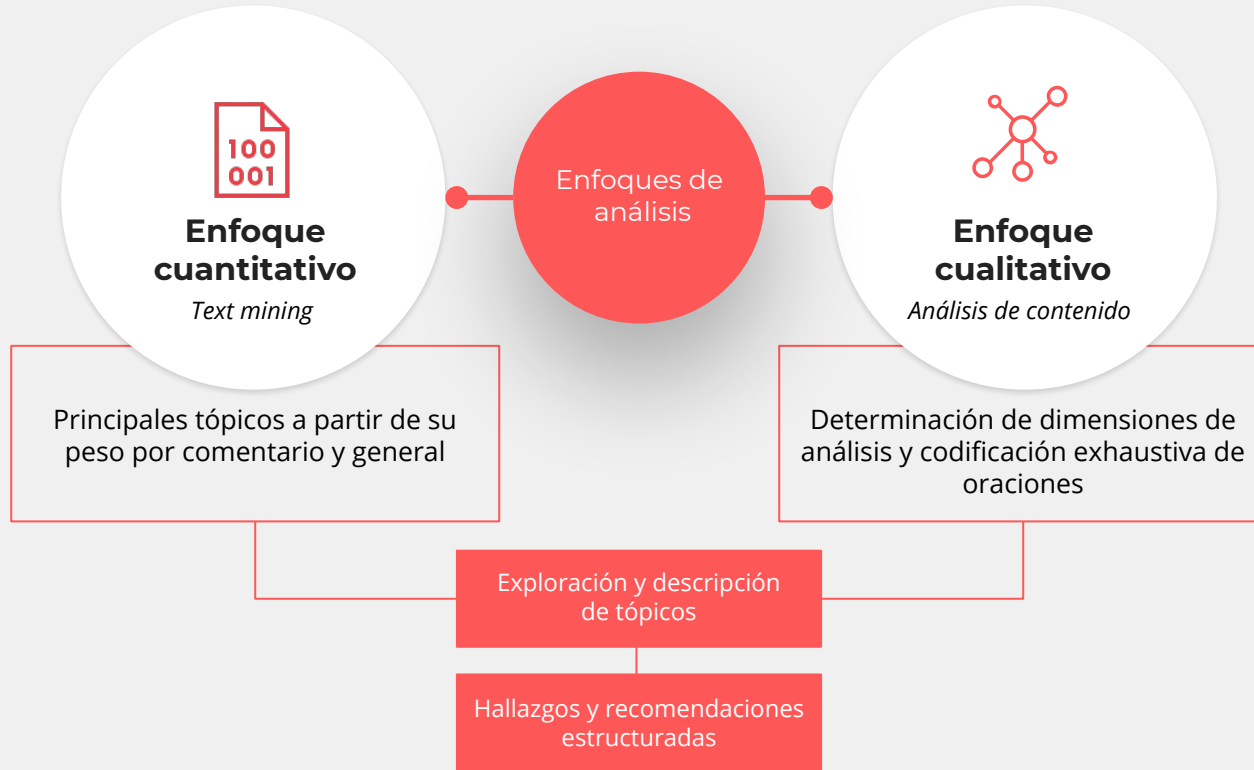 100
001
Enfoque
cuantitativo
Text mining
Enfoques de
análisis
Enfoque
cualitativo
Análisis de contenido
Principales tópicos a partir de su
peso por comentario y general
Determinación de dimensiones de
análisis y codificación exhaustiva de
oraciones
Exploración y descripción
de tópicos
Hallazgos y recomendaciones
estructuradas